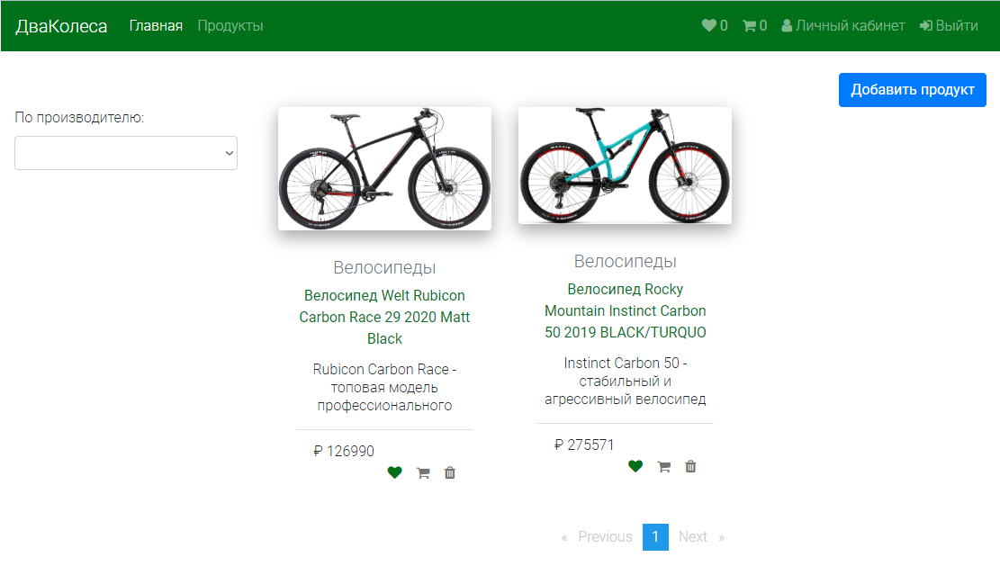 ДваКолеса Главная Продукты 0 0 Личный кабинет Выйти
Добавить продукт
По производителю:
Велосипеды
Велосипед Welt Rubicon
Carbon Race 29 2020 Matt
Black
Rubicon Carbon Race -
топовая модель
профессионального
₽ 126990
Велосипеды
Велосипед Rocky
Mountain Instinct Carbon
50 2019 BLACK/TURQUO
Instinct Carbon 50 -
стабильный и
агрессивный велосипед
₽ 275571
« Previous 1 Next »